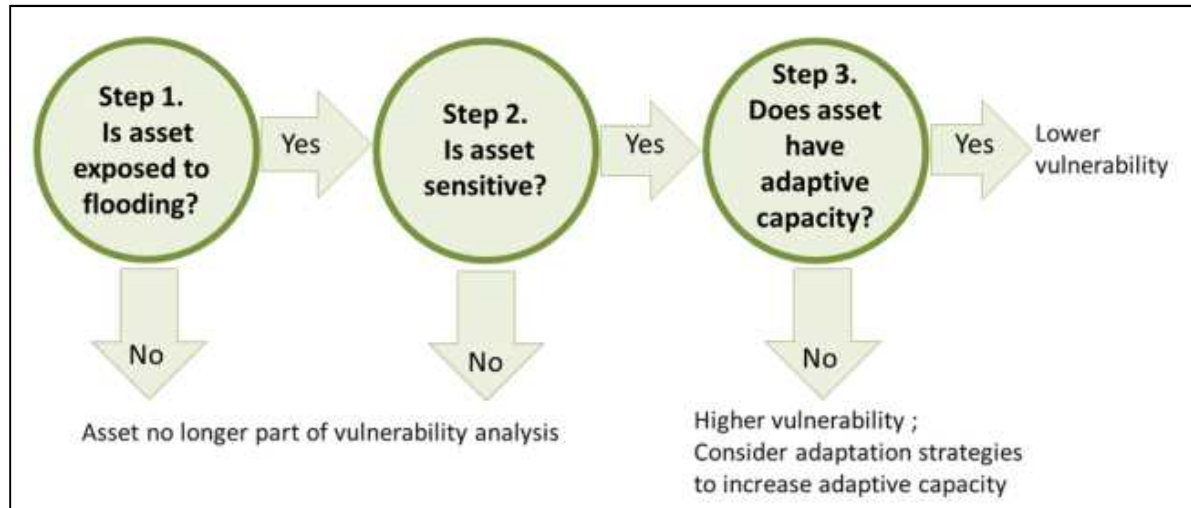 Step 1.
Is asset
exposed to
flooding?
Yes
Step 2.
Is asset
sensitive?
Yes
Step 3.
Does asset
have
adaptive
capacity?
Yes
Lower
vulnerability
No
No
No
Asset no longer part of vulnerability analysis
Higher vulnerability ;
Consider adaptation strategies
to increase adaptive capacity